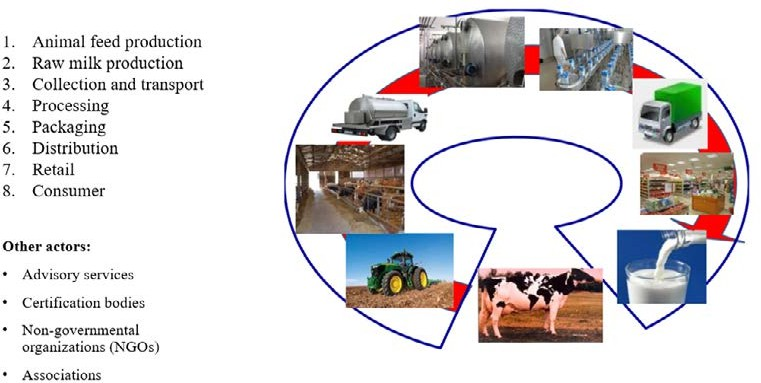 1. Animal feed production
2. Raw milk production
3. Collection and transport
4. Processing
5. Packaging
6. Distribution
7. Retail
8. Consumer
Other actors:
• Advisory services
• Certification bodies
• Non-governmental
organizations (NGOs)
• Associations